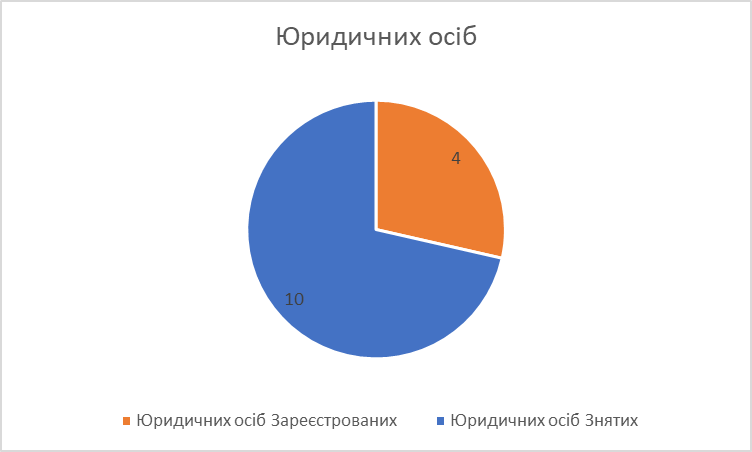 Юридичних осіб
4
10
Юридичних осіб Зареєстрованих
Юридичних осіб Знятих